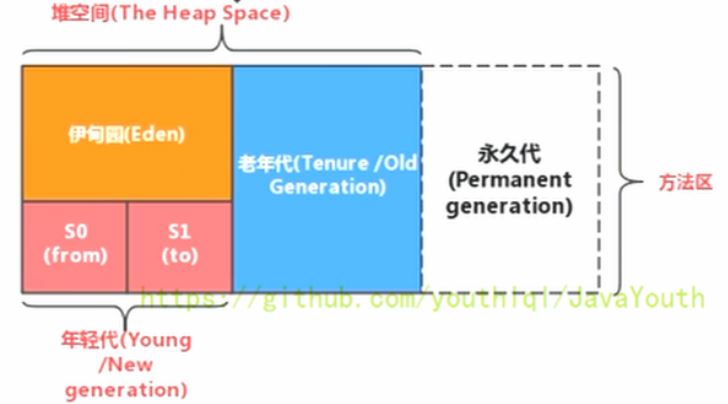 堆空间(The Heap Space)
伊甸园(Eden)
S0
(from)
S1
(to)
老年代(Tenure /Old
Generation)
永久代
(Permanent
generation)
方法区
https://github.com/youthlql/JavaYouth
年轻代(Young
/New
generation)